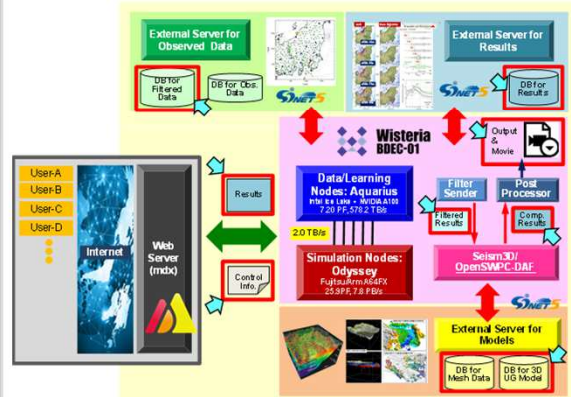 External Server for
Observed Data
DB for
Filtered
Data
DB for Obs.
Data
SINET5
External Server for
Results
DB for
Results
SINET5
Wisteria
BDEC-01
Output
&
Movie
User-A
User-B
User-C
User-D
Internet
Web
Server
(mdx)
Results
Control
Info.
Data/Learning
Nodes: Aquarius
Intel Ice Lake + NVIDIA A100
7.20 PF, 578.2 TB/s
2.0 TB/s
Simulation Nodes:
Odyssey
Fujitsu/Arm A64FX
25.9PF, 7.8 PB/s
Filter
Sender
Post
Processor
Filtered
Results
Comp.
Results
Seism3D/
OpenSWPC-DAF
SINET5
External Server for
Models
DB for
Mesh Data
DB for 3D
UG Model